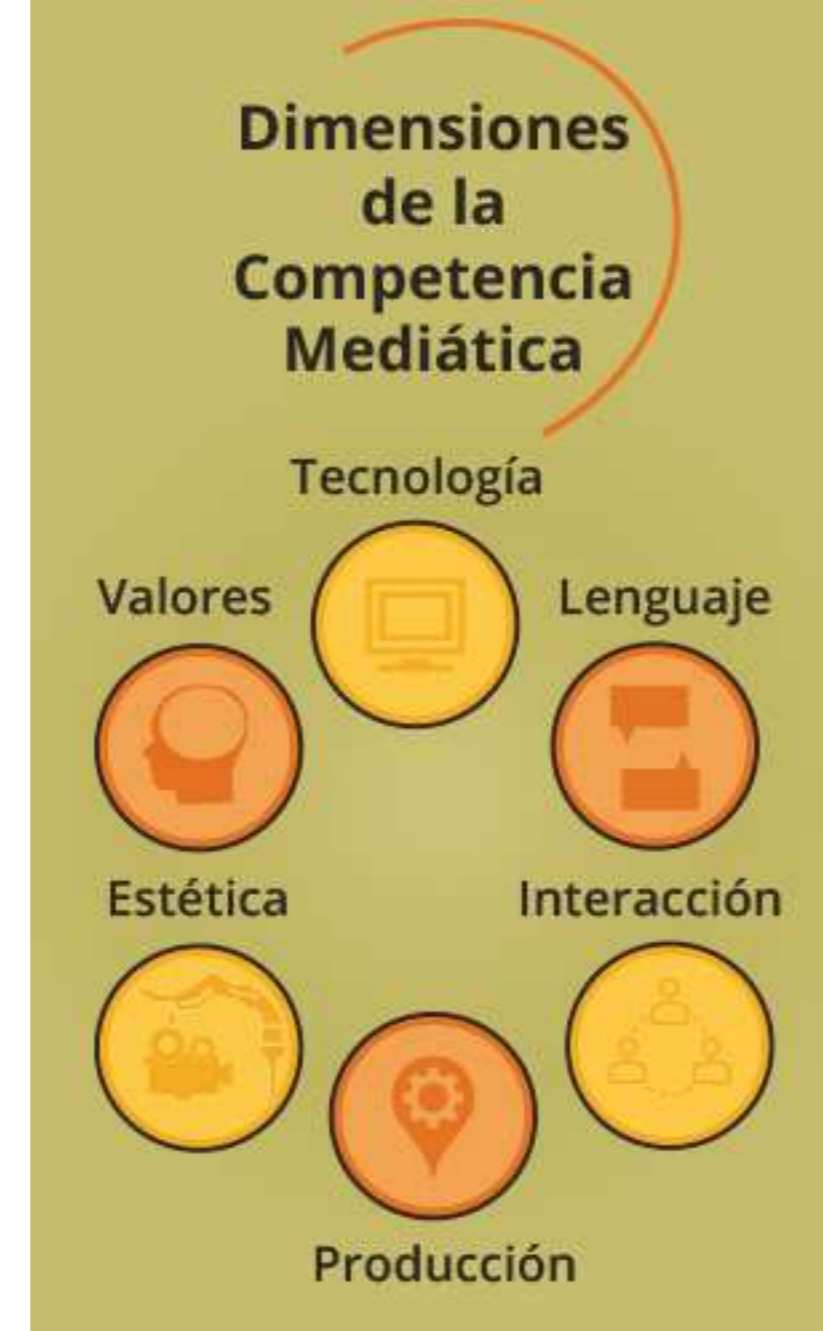 Dimensiones
de la
Competencia
Mediática
Tecnología
Valores
Lenguaje
Estética
Interacción
Producción